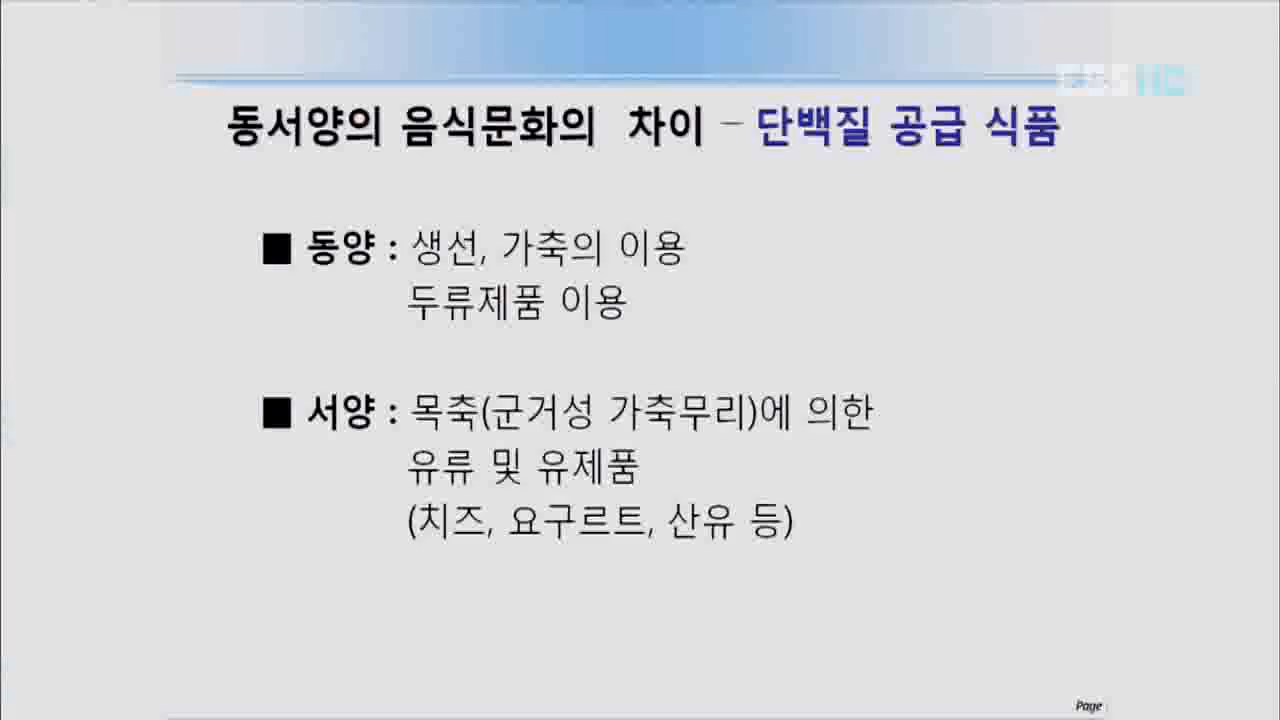 EBS HD
동서양의 음식문화의 차이 – 단백질 공급 식품
■ 동양 : 생선, 가축의 이용
두류제품 이용
■ 서양 : 목축(군거성 가축무리)에 의한
유류 및 유제품
(치즈, 요구르트, 산유 등)
Page